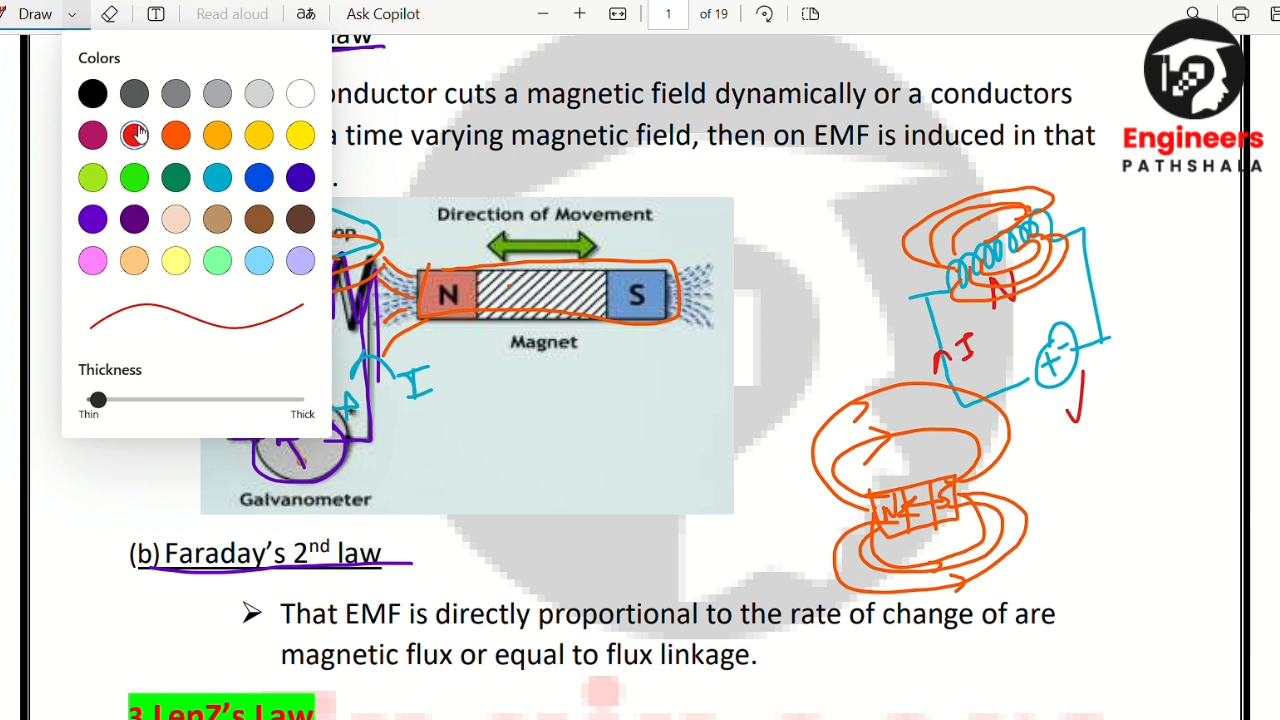 Draw
Read aloud
aあ
Ask Copilot
1 of 19
law
Colors
Thickness
Thin
Thick
Engineers
PATHSHALA
onductor cuts a magnetic field dynamically or a conductors
a time varying magnetic field, then on EMF is induced in that
.
op
Direction of Movement
N
S
Magnet
I
Galvanometer
N
n I
+ -
N S
(b) Faraday's 2nd law
➢ That EMF is directly proportional to the rate of change of are
magnetic flux or equal to flux linkage.
3 LenZ's Law